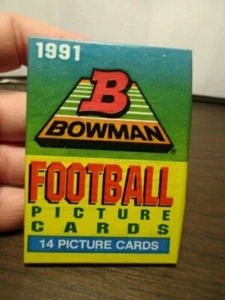 1991
B
BOWMAN
FOOTBALL
PICTURE
CARDS
14 PICTURE CARDS